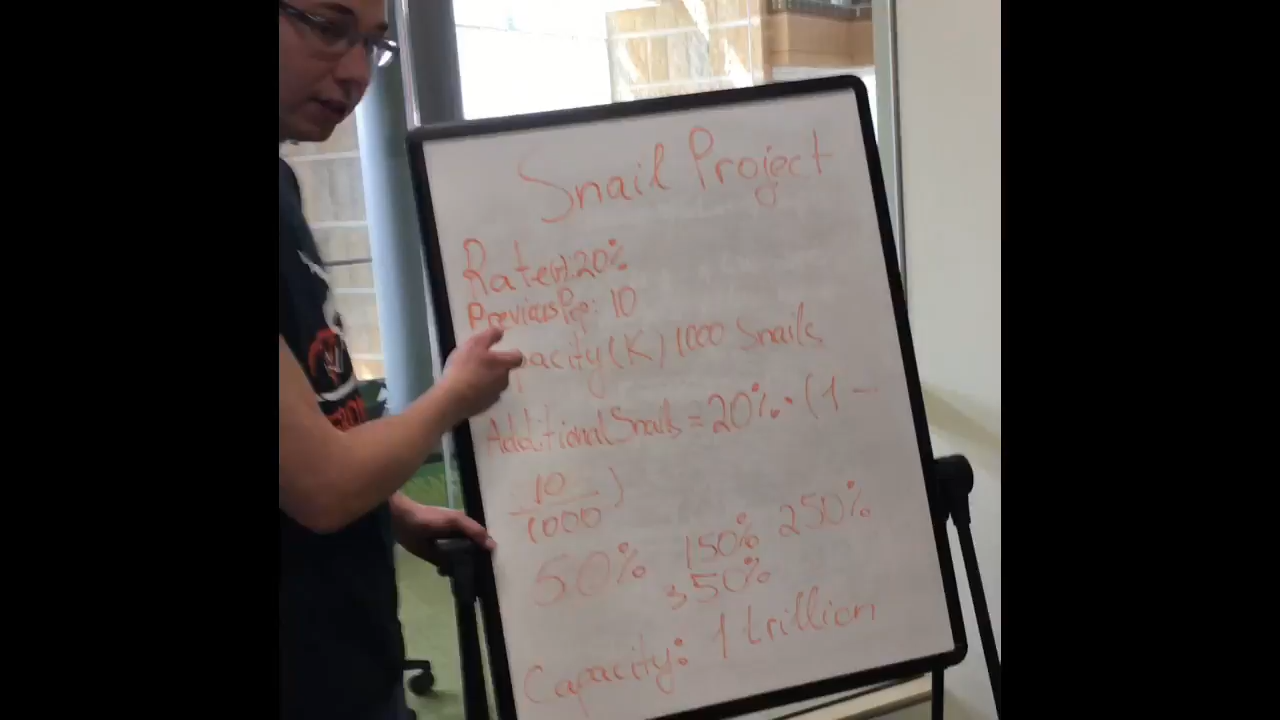 Snail Project
Rate(r): 20%
Previous Pop: 10
pacity (K) 1000 Snails
Additional Snails = 20% · (1 -
10
1000 )
50% 150% 250%
350%
Capacity: 1 trillion